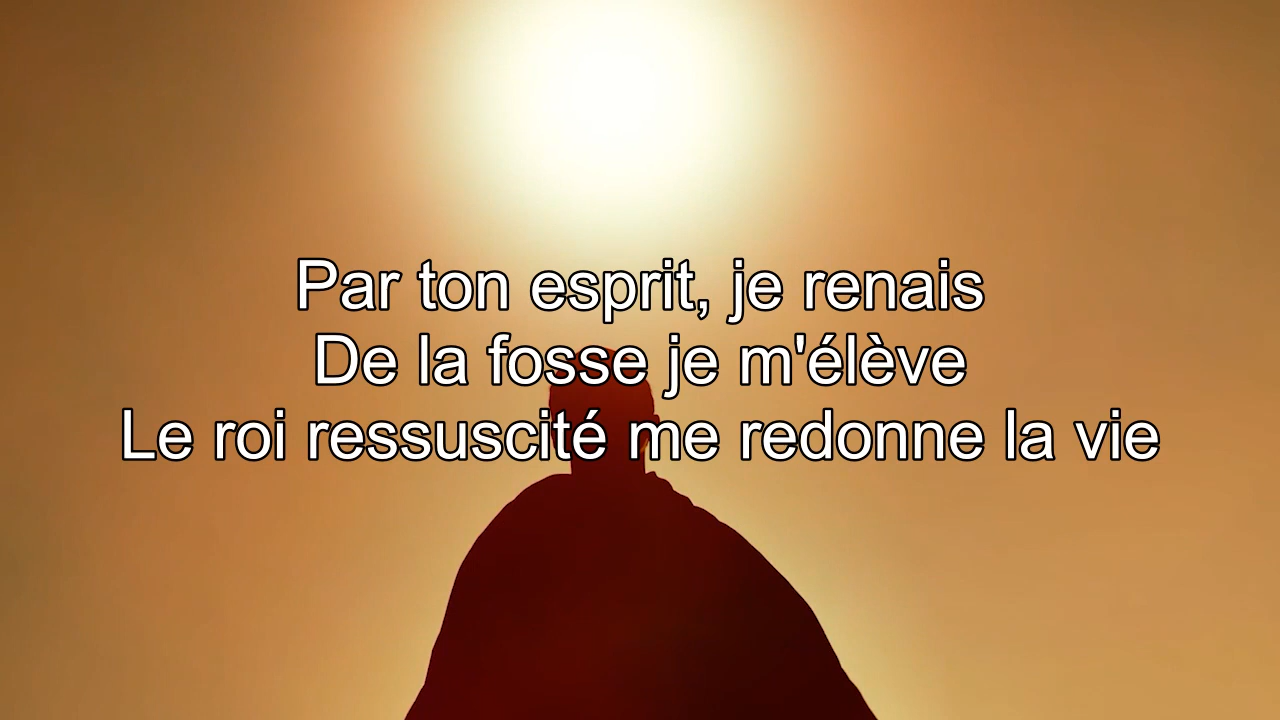 Par ton esprit, je renais
De la fosse je m'élève
Le roi ressuscité me redonne la vie